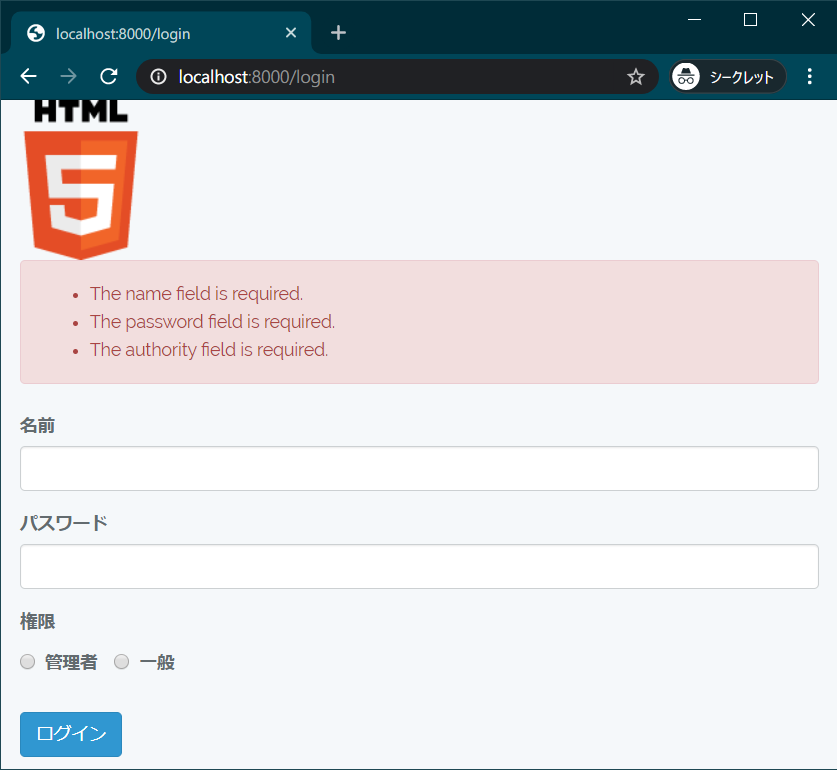 localhost:8000/login
localhost:8000/login
シークレット
HTML
5
The name field is required.
The password field is required.
The authority field is required.
名前
パスワード
権限
管理者 一般
ログイン